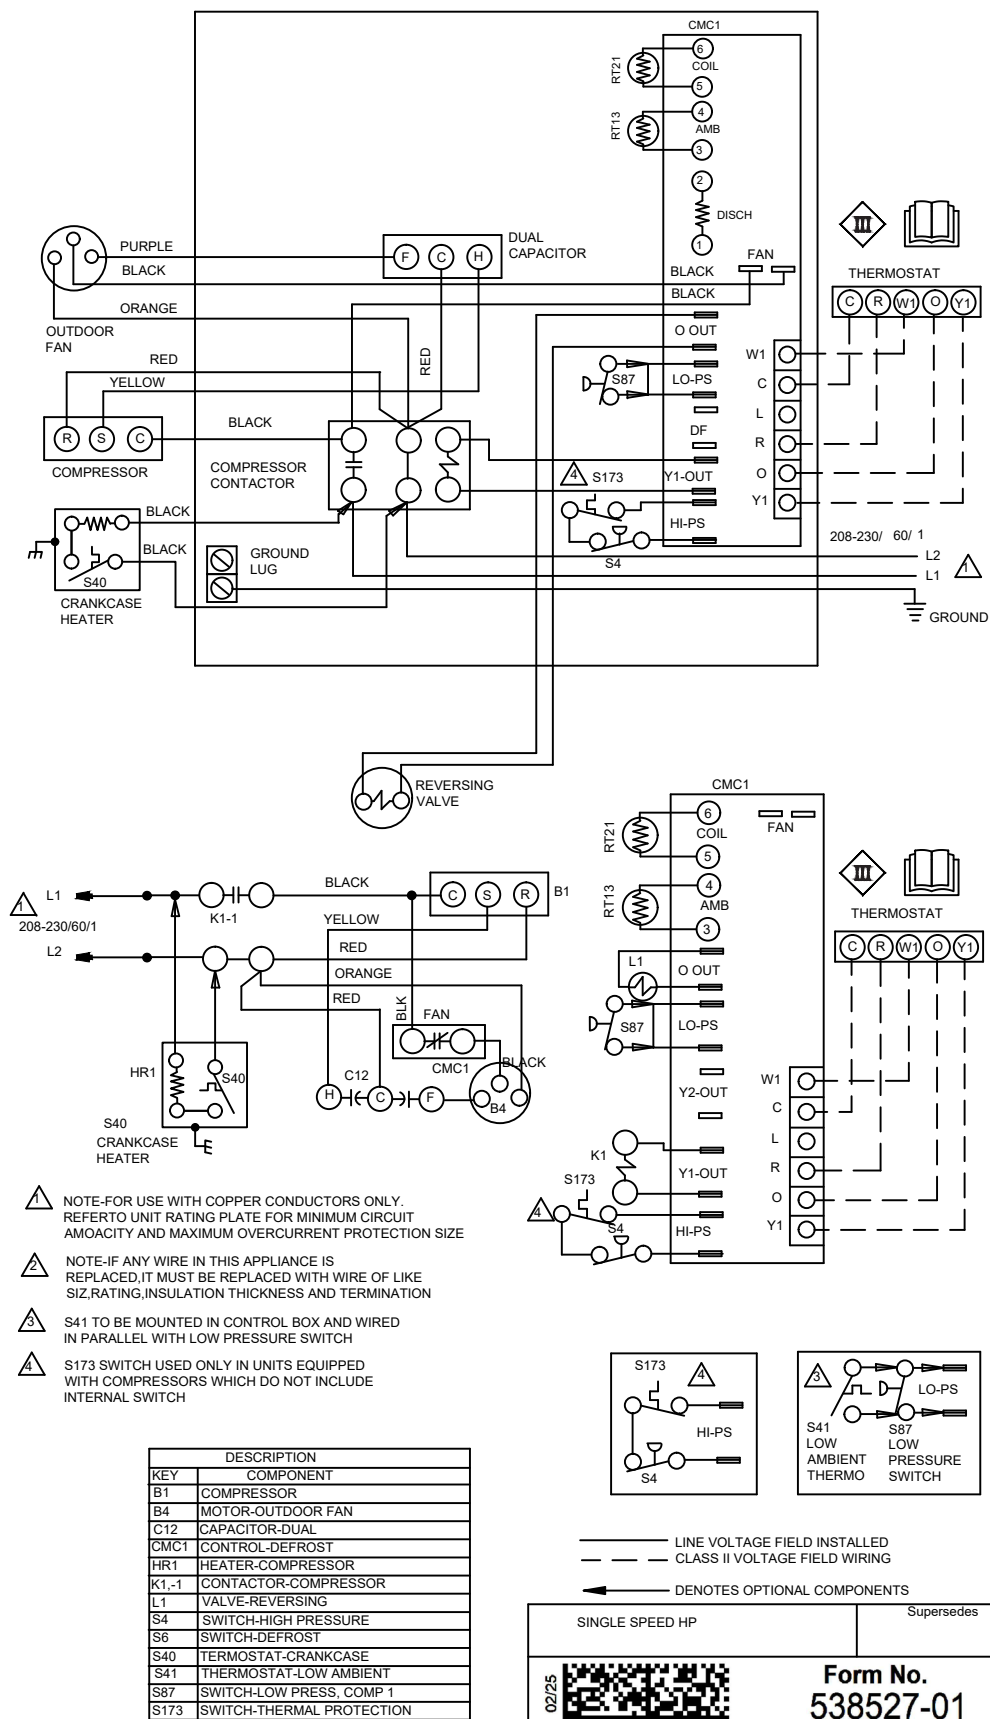 CMC1
6
COIL
5
RT21
4
AMB
3
RT13
2
DISCH
1
FAN
BLACK
BLACK
O OUT
LO-PS
S87
DF
Y1-OUT
4 S173
HI-PS
S4
W1
C
L
R
O
Y1
III
THERMOSTAT
C R W1 O Y1
PURPLE
BLACK
ORANGE
OUTDOOR
FAN
F C H
DUAL
CAPACITOR
RED
RED
YELLOW
R S C
COMPRESSOR
BLACK
COMPRESSOR
CONTACTOR
BLACK
BLACK
S40
CRANKCASE
HEATER
GROUND
LUG
208-230/ 60/ 1
L2
L1 1
GROUND
REVERSING
VALVE
L1
1
208-230/60/1
L2
K1-1
BLACK
C S R B1
YELLOW
RED
ORANGE
RED
BLK
FAN
CMC1
BLACK
B4
H C12 C F
HR1
S40
S40
CRANKCASE
HEATER
CMC1
6
COIL
5
RT21
4
AMB
3
RT13
FAN
L1
O OUT
S87
LO-PS
Y2-OUT
K1
Y1-OUT
S173
4
S4
HI-PS
W1
C
L
R
O
Y1
III
THERMOSTAT
C R W1 O Y1
1 NOTE-FOR USE WITH COPPER CONDUCTORS ONLY.
REFERTO UNIT RATING PLATE FOR MINIMUM CIRCUIT
AMOACITY AND MAXIMUM OVERCURRENT PROTECTION SIZE
2 NOTE-IF ANY WIRE IN THIS APPLIANCE IS
REPLACED,IT MUST BE REPLACED WITH WIRE OF LIKE
SIZ,RATING,INSULATION THICKNESS AND TERMINATION
3 S41 TO BE MOUNTED IN CONTROL BOX AND WIRED
IN PARALLEL WITH LOW PRESSURE SWITCH
4 S173 SWITCH USED ONLY IN UNITS EQUIPPED
WITH COMPRESSORS WHICH DO NOT INCLUDE
INTERNAL SWITCH
S173 4
HI-PS
S4
3
LO-PS
S41
LOW
AMBIENT
THERMO
S87
LOW
PRESSURE
SWITCH
DESCRIPTION
KEY COMPONENT
B1 COMPRESSOR
B4 MOTOR-OUTDOOR FAN
C12 CAPACITOR-DUAL
CMC1 CONTROL-DEFROST
HR1 HEATER-COMPRESSOR
K1,-1 CONTACTOR-COMPRESSOR
L1 VALVE-REVERSING
S4 SWITCH-HIGH PRESSURE
S6 SWITCH-DEFROST
S40 TERMOSTAT-CRANKCASE
S41 THERMOSTAT-LOW AMBIENT
S87 SWITCH-LOW PRESS, COMP 1
S173 SWITCH-THERMAL PROTECTION
LINE VOLTAGE FIELD INSTALLED
CLASS II VOLTAGE FIELD WIRING
DENOTES OPTIONAL COMPONENTS
SINGLE SPEED HP
Supersedes
02/25
Form No.
538527-01